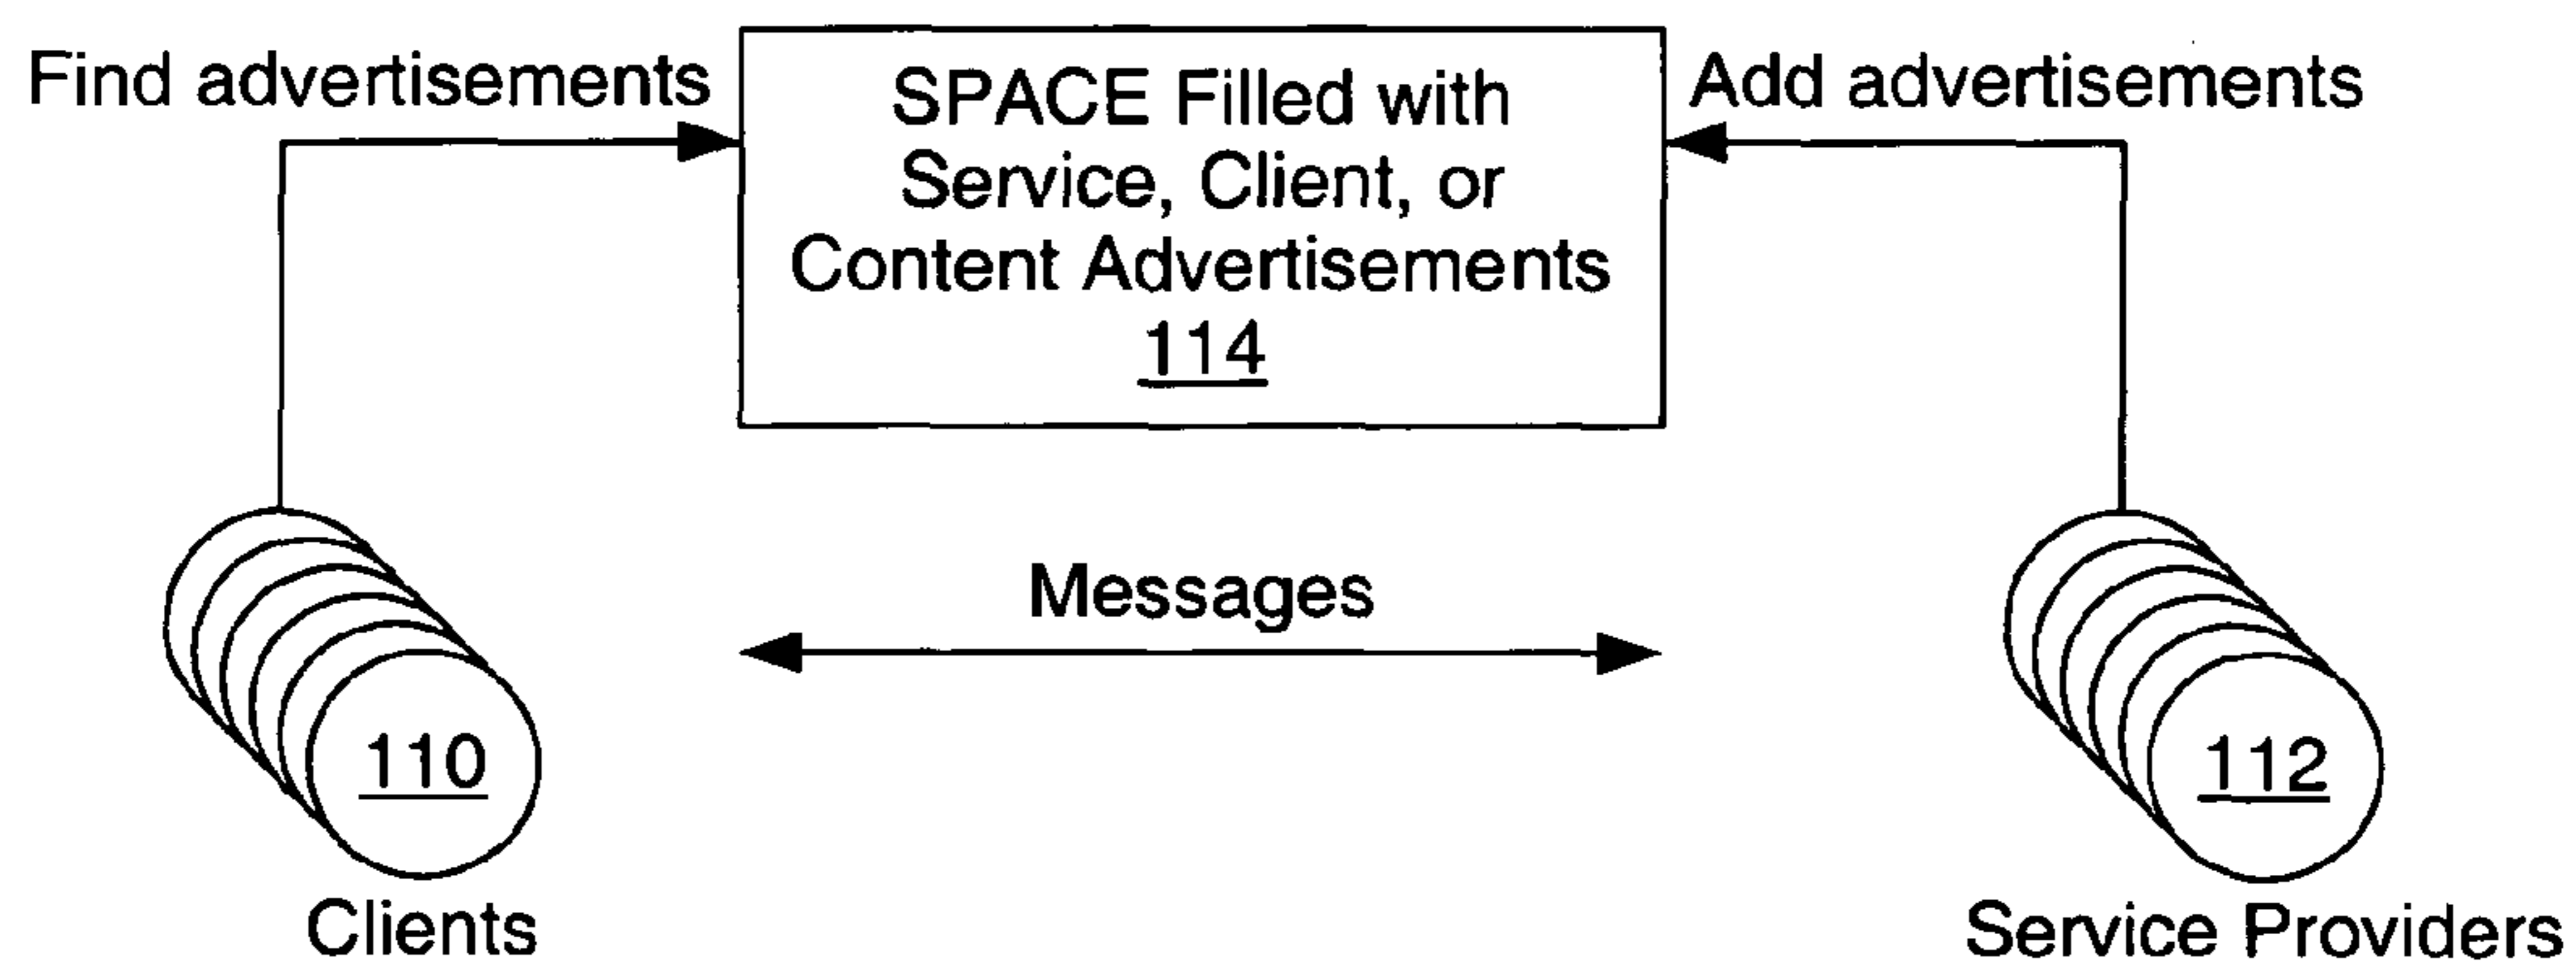 Find advertisements
SPACE Filled with
Service, Client, or
Content Advertisements
114
Add advertisements
Messages
110
Clients
112
Service Providers